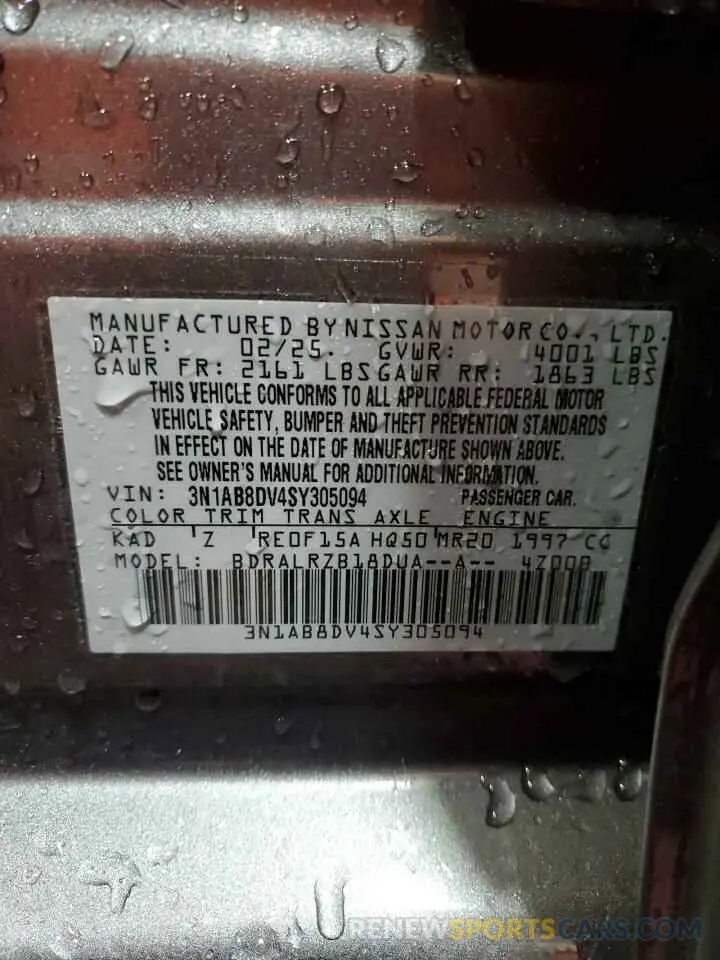 MANUFACTURED BY NISSAN MOTOR CO., LTD.
DATE: 02/25. GVWR: 4001 LBS
GAWR FR: 2161 LBS GAWR RR: 1863 LBS
THIS VEHICLE CONFORMS TO ALL APPLICABLE FEDERAL MOTOR
VEHICLE SAFETY, BUMPER AND THEFT PREVENTION STANDARDS
IN EFFECT ON THE DATE OF MANUFACTURE SHOWN ABOVE.
SEE OWNER'S MANUAL FOR ADDITIONAL INFORMATION.
VIN: 3N1AB8DV4SY305094 PASSENGER CAR.
COLOR TRIM TRANS AXLE ENGINE
KAD Z RE0F15A HQ50 MR20 1997 CC
MODEL: BDRALRZB18DUA--A-- 4Z008
3N1AB8DV4SY305094
RENEWSPORTSCARS.COM